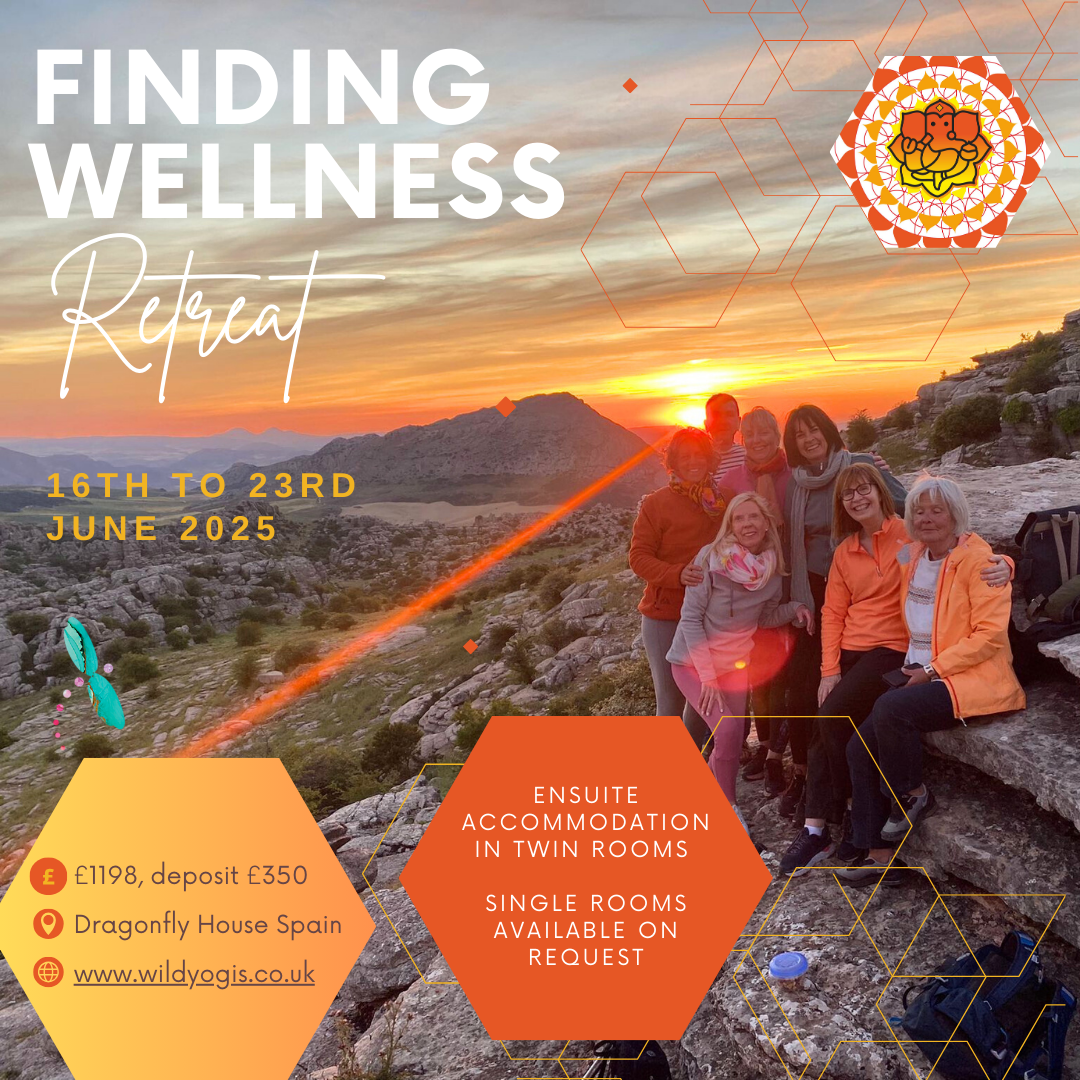 FINDING
WELLNESS
Retreat
16TH TO 23RD
JUNE 2025
£1198, deposit £350
Dragonfly House Spain
www.wildyogis.co.uk
ENSUITE
ACCOMMODATION
IN TWIN ROOMS
SINGLE ROOMS
AVAILABLE ON
REQUEST